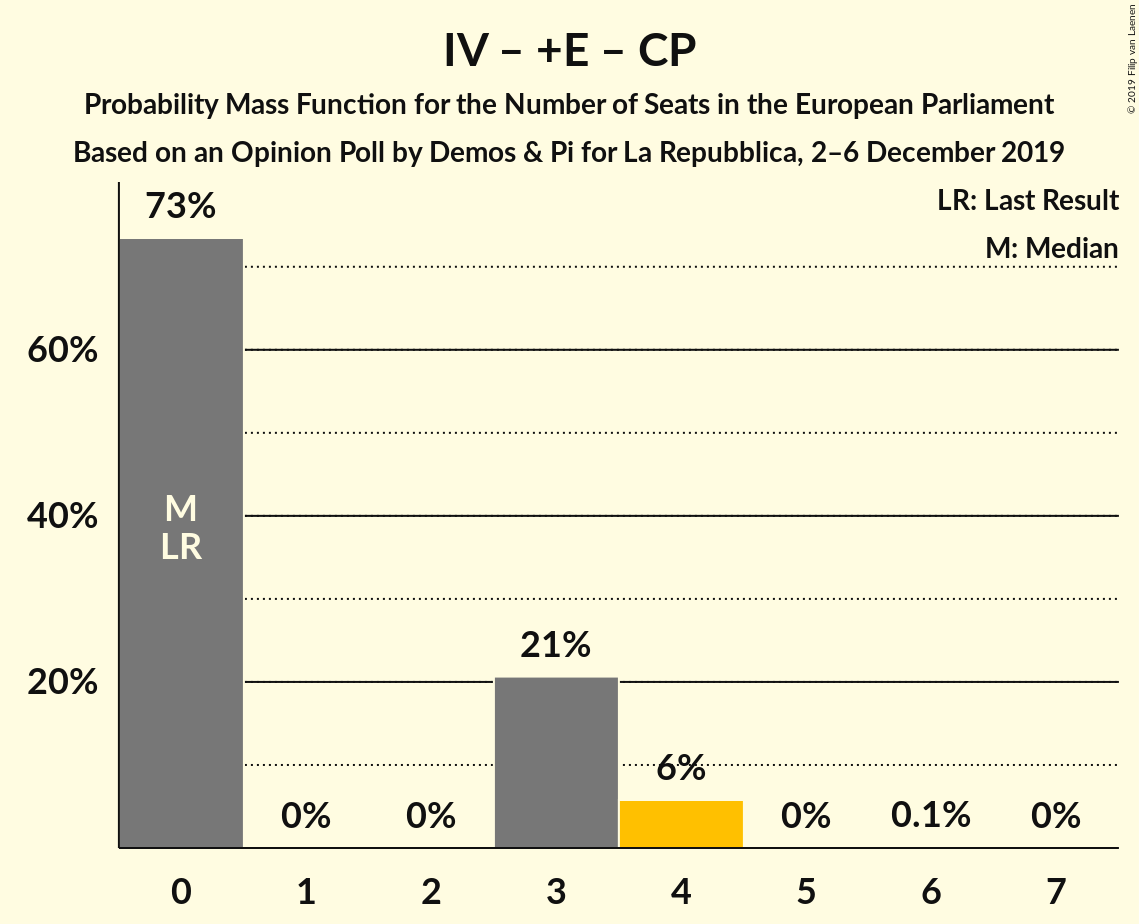 IV – +E – CP
Probability Mass Function for the Number of Seats in the European Parliament
Based on an Opinion Poll by Demos & Pi for La Repubblica, 2–6 December 2019
© 2019 Filip van Laenen
LR: Last Result
M: Median
73%
60%
40%
20%
M
LR
0%
0%
21%
6%
0%
0.1%
0%
0
1
2
3
4
5
6
7